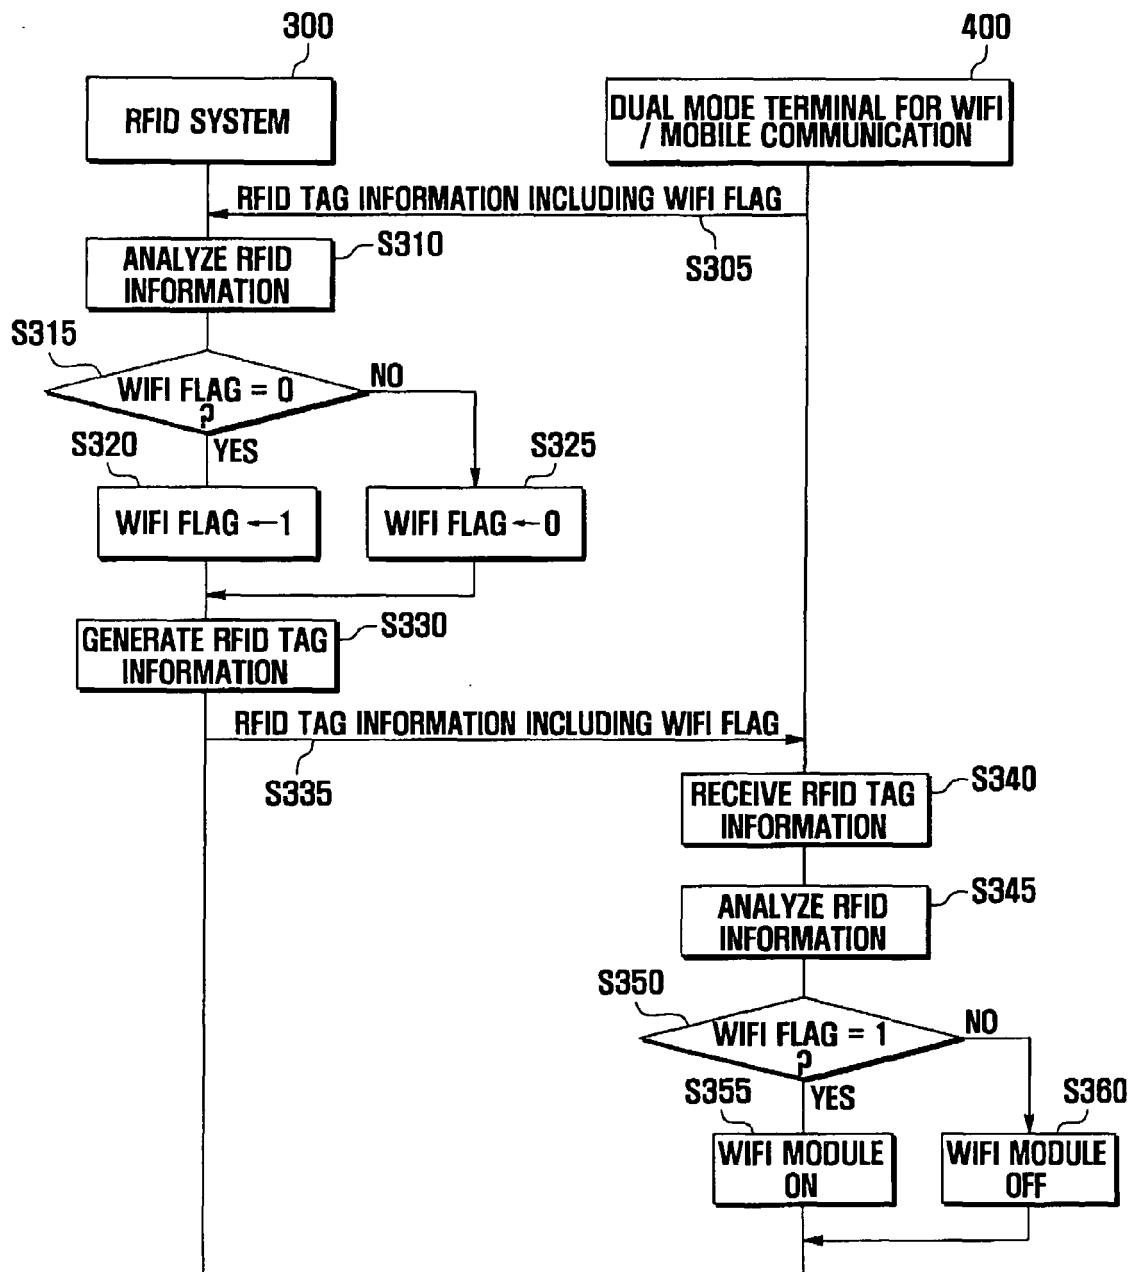 300
400
RFID SYSTEM
DUAL MODE TERMINAL FOR WIFI
/ MOBILE COMMUNICATION
RFID TAG INFORMATION INCLUDING WIFI FLAG
S305
ANALYZE RFID
INFORMATION
S310
S315
WIFI FLAG = 0
?
NO
YES
S320
S325
WIFI FLAG ←1
WIFI FLAG ←0
GENERATE RFID TAG
INFORMATION
S330
RFID TAG INFORMATION INCLUDING WIFI FLAG
S335
RECEIVE RFID TAG
INFORMATION
S340
ANALYZE RFID
INFORMATION
S345
S350
WIFI FLAG = 1
?
NO
YES
S355
S360
WIFI MODULE
ON
WIFI MODULE
OFF